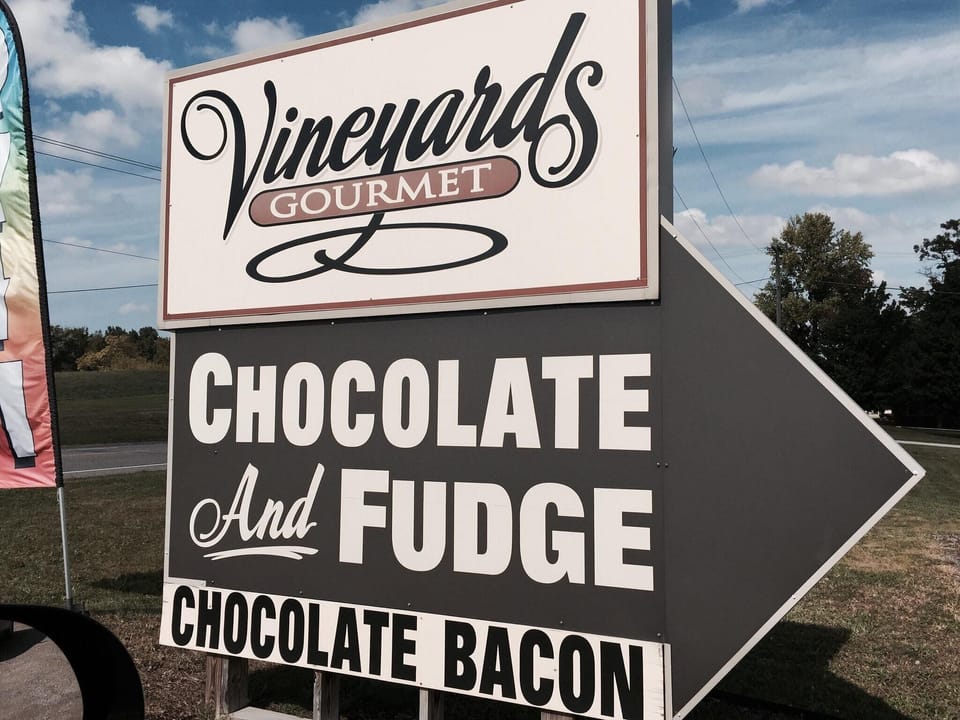 Vineyards
GOURMET
CHOCOLATE
And FUDGE
CHOCOLATE BACON